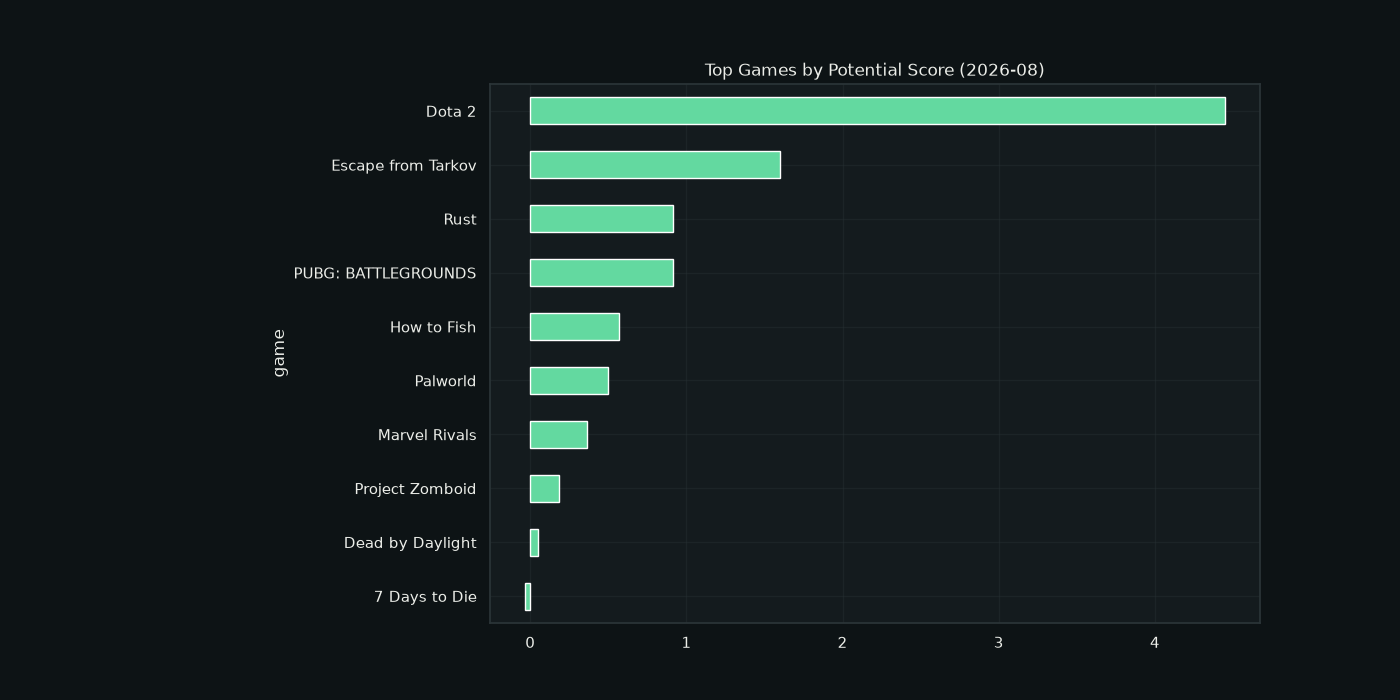 Top Games by Potential Score (2026-08)
Dota 2
Escape from Tarkov
Rust
PUBG: BATTLEGROUNDS
How to Fish
Palworld
Marvel Rivals
Project Zomboid
Dead by Daylight
7 Days to Die
game
0 1 2 3 4